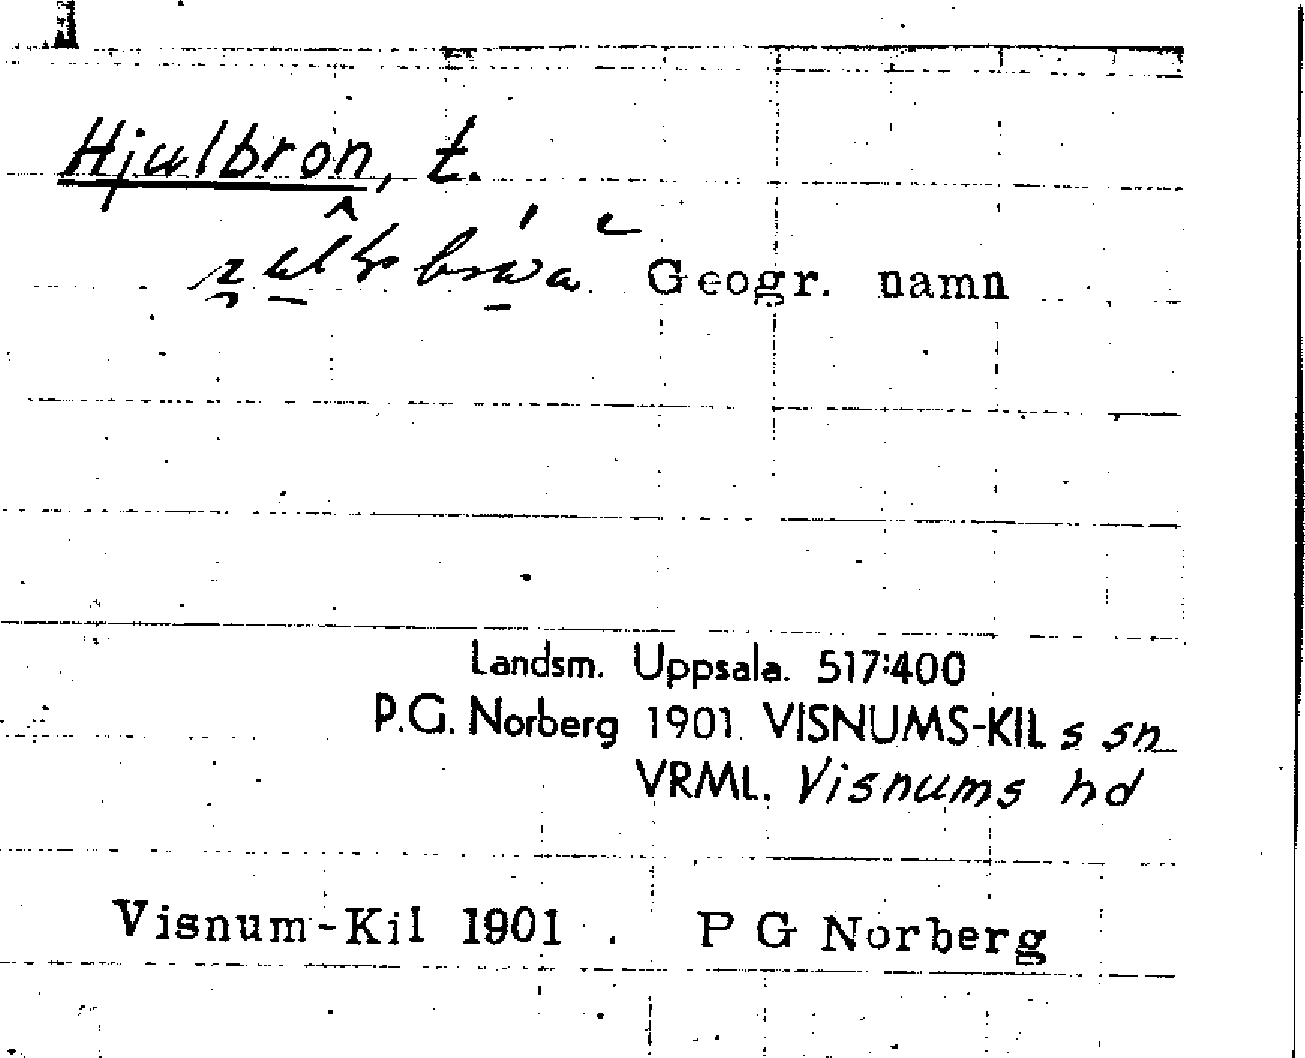 Hjulbron, t.
Geogr. namn
Landsm. Uppsala. 517:400
P.G. Norberg 1901 VISNUMS-KIL s sn
VRML. Visnums hd
Visnum-Kil 1901 . P G Norberg